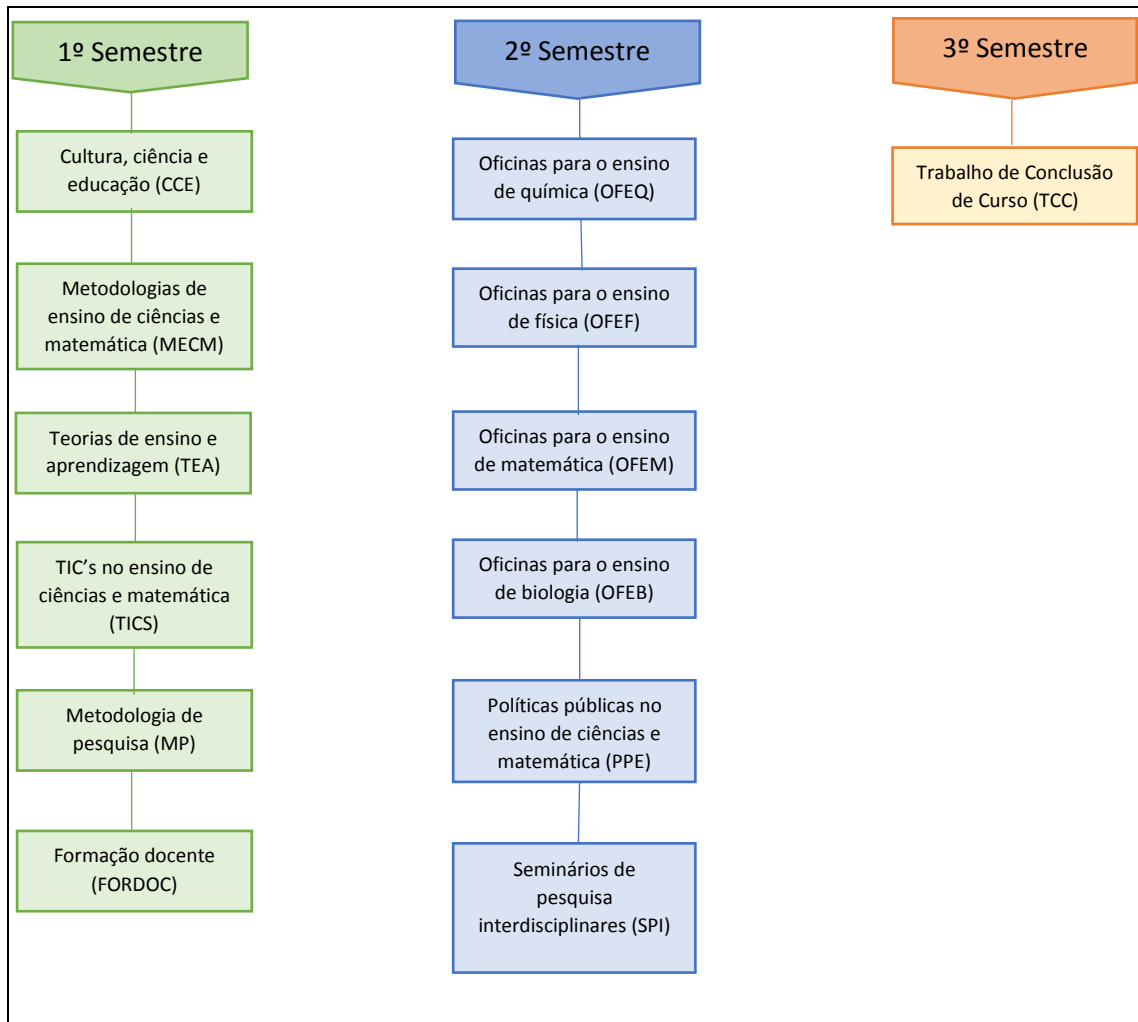 1º Semestre
Cultura, ciência e
educação (CCE)
Metodologias de
ensino de ciências e
matemática (MECM)
Teorias de ensino e
aprendizagem (TEA)
TIC’s no ensino de
ciências e matemática
(TICS)
Metodologia de
pesquisa (MP)
Formação docente
(FORDOC)
2º Semestre
Oficinas para o ensino
de química (OFEQ)
Oficinas para o ensino
de física (OFEF)
Oficinas para o ensino
de matemática (OFEM)
Oficinas para o ensino
de biologia (OFEB)
Políticas públicas no
ensino de ciências e
matemática (PPE)
Seminários de
pesquisa
interdisciplinares (SPI)
3º Semestre
Trabalho de Conclusão
de Curso (TCC)